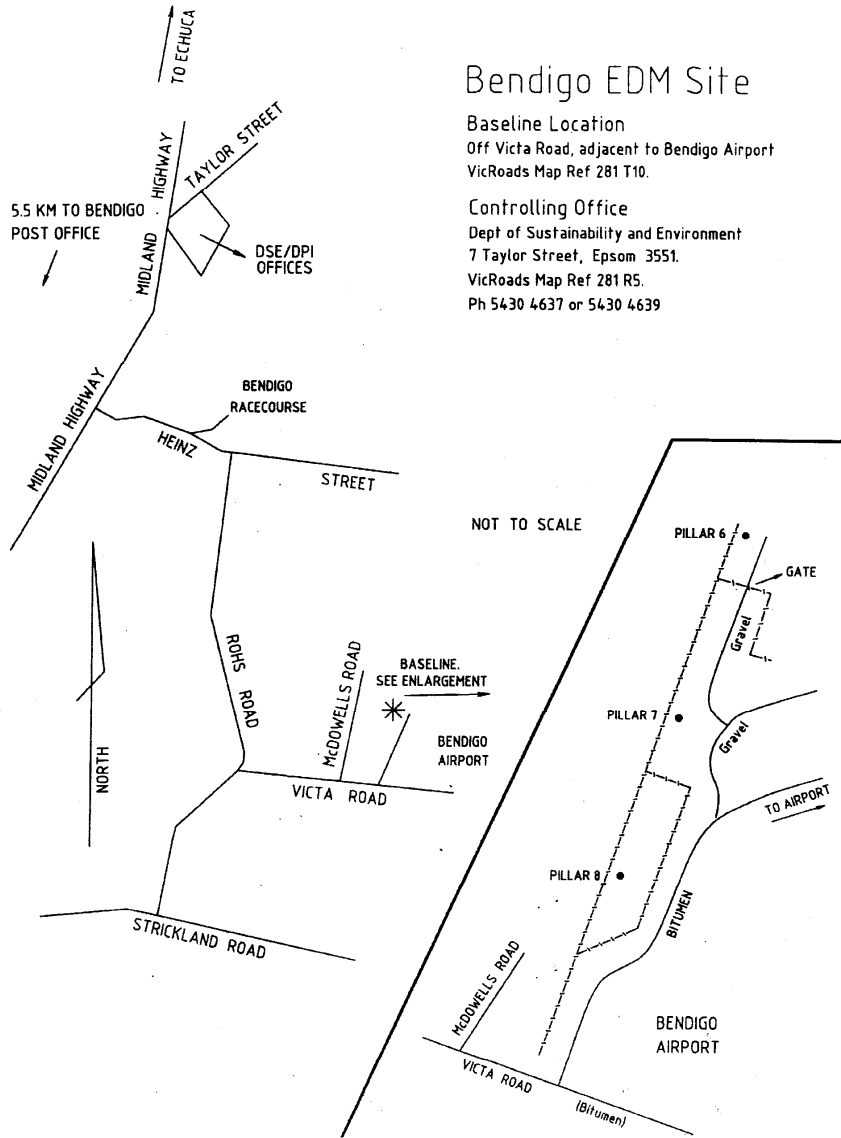 Bendigo EDM Site
Baseline Location
Off Victa Road, adjacent to Bendigo Airport
VicRoads Map Ref 281 T10.
Controlling Office
Dept of Sustainability and Environment
7 Taylor Street, Epsom 3551.
VicRoads Map Ref 281 R5.
Ph 5430 4637 or 5430 4639
TO ECHUCA
TAYLOR STREET
MIDLAND HIGHWAY
5.5 KM TO BENDIGO
POST OFFICE
DSE/DPI
OFFICES
MIDLAND HIGHWAY
BENDIGO
RACECOURSE
HEINZ
STREET
NOT TO SCALE
NORTH
ROHS ROAD
McDOWELLS ROAD
BASELINE.
SEE ENLARGEMENT
BENDIGO
AIRPORT
VICTA ROAD
STRICKLAND ROAD
PILLAR 6
GATE
Gravel
PILLAR 7
Gravel
TO AIRPORT
PILLAR 8
BITUMEN
McDOWELLS ROAD
BENDIGO
AIRPORT
VICTA ROAD
(Bitumen)